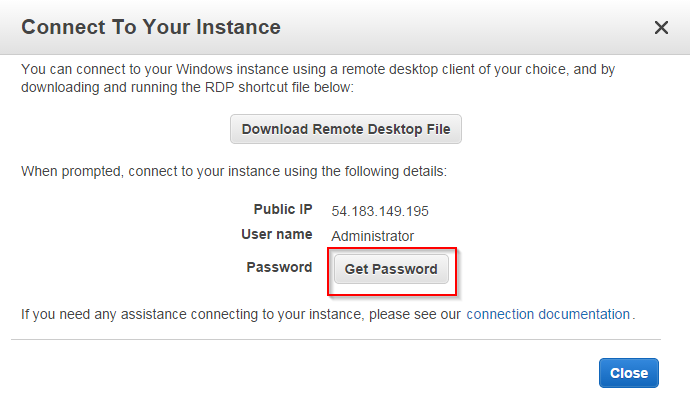 Connect To Your Instance
You can connect to your Windows instance using a remote desktop client of your choice, and by
downloading and running the RDP shortcut file below:
Download Remote Desktop File
When prompted, connect to your instance using the following details:
Public IP 54.183.149.195
User name Administrator
Password Get Password
If you need any assistance connecting to your instance, please see our connection documentation.
Close